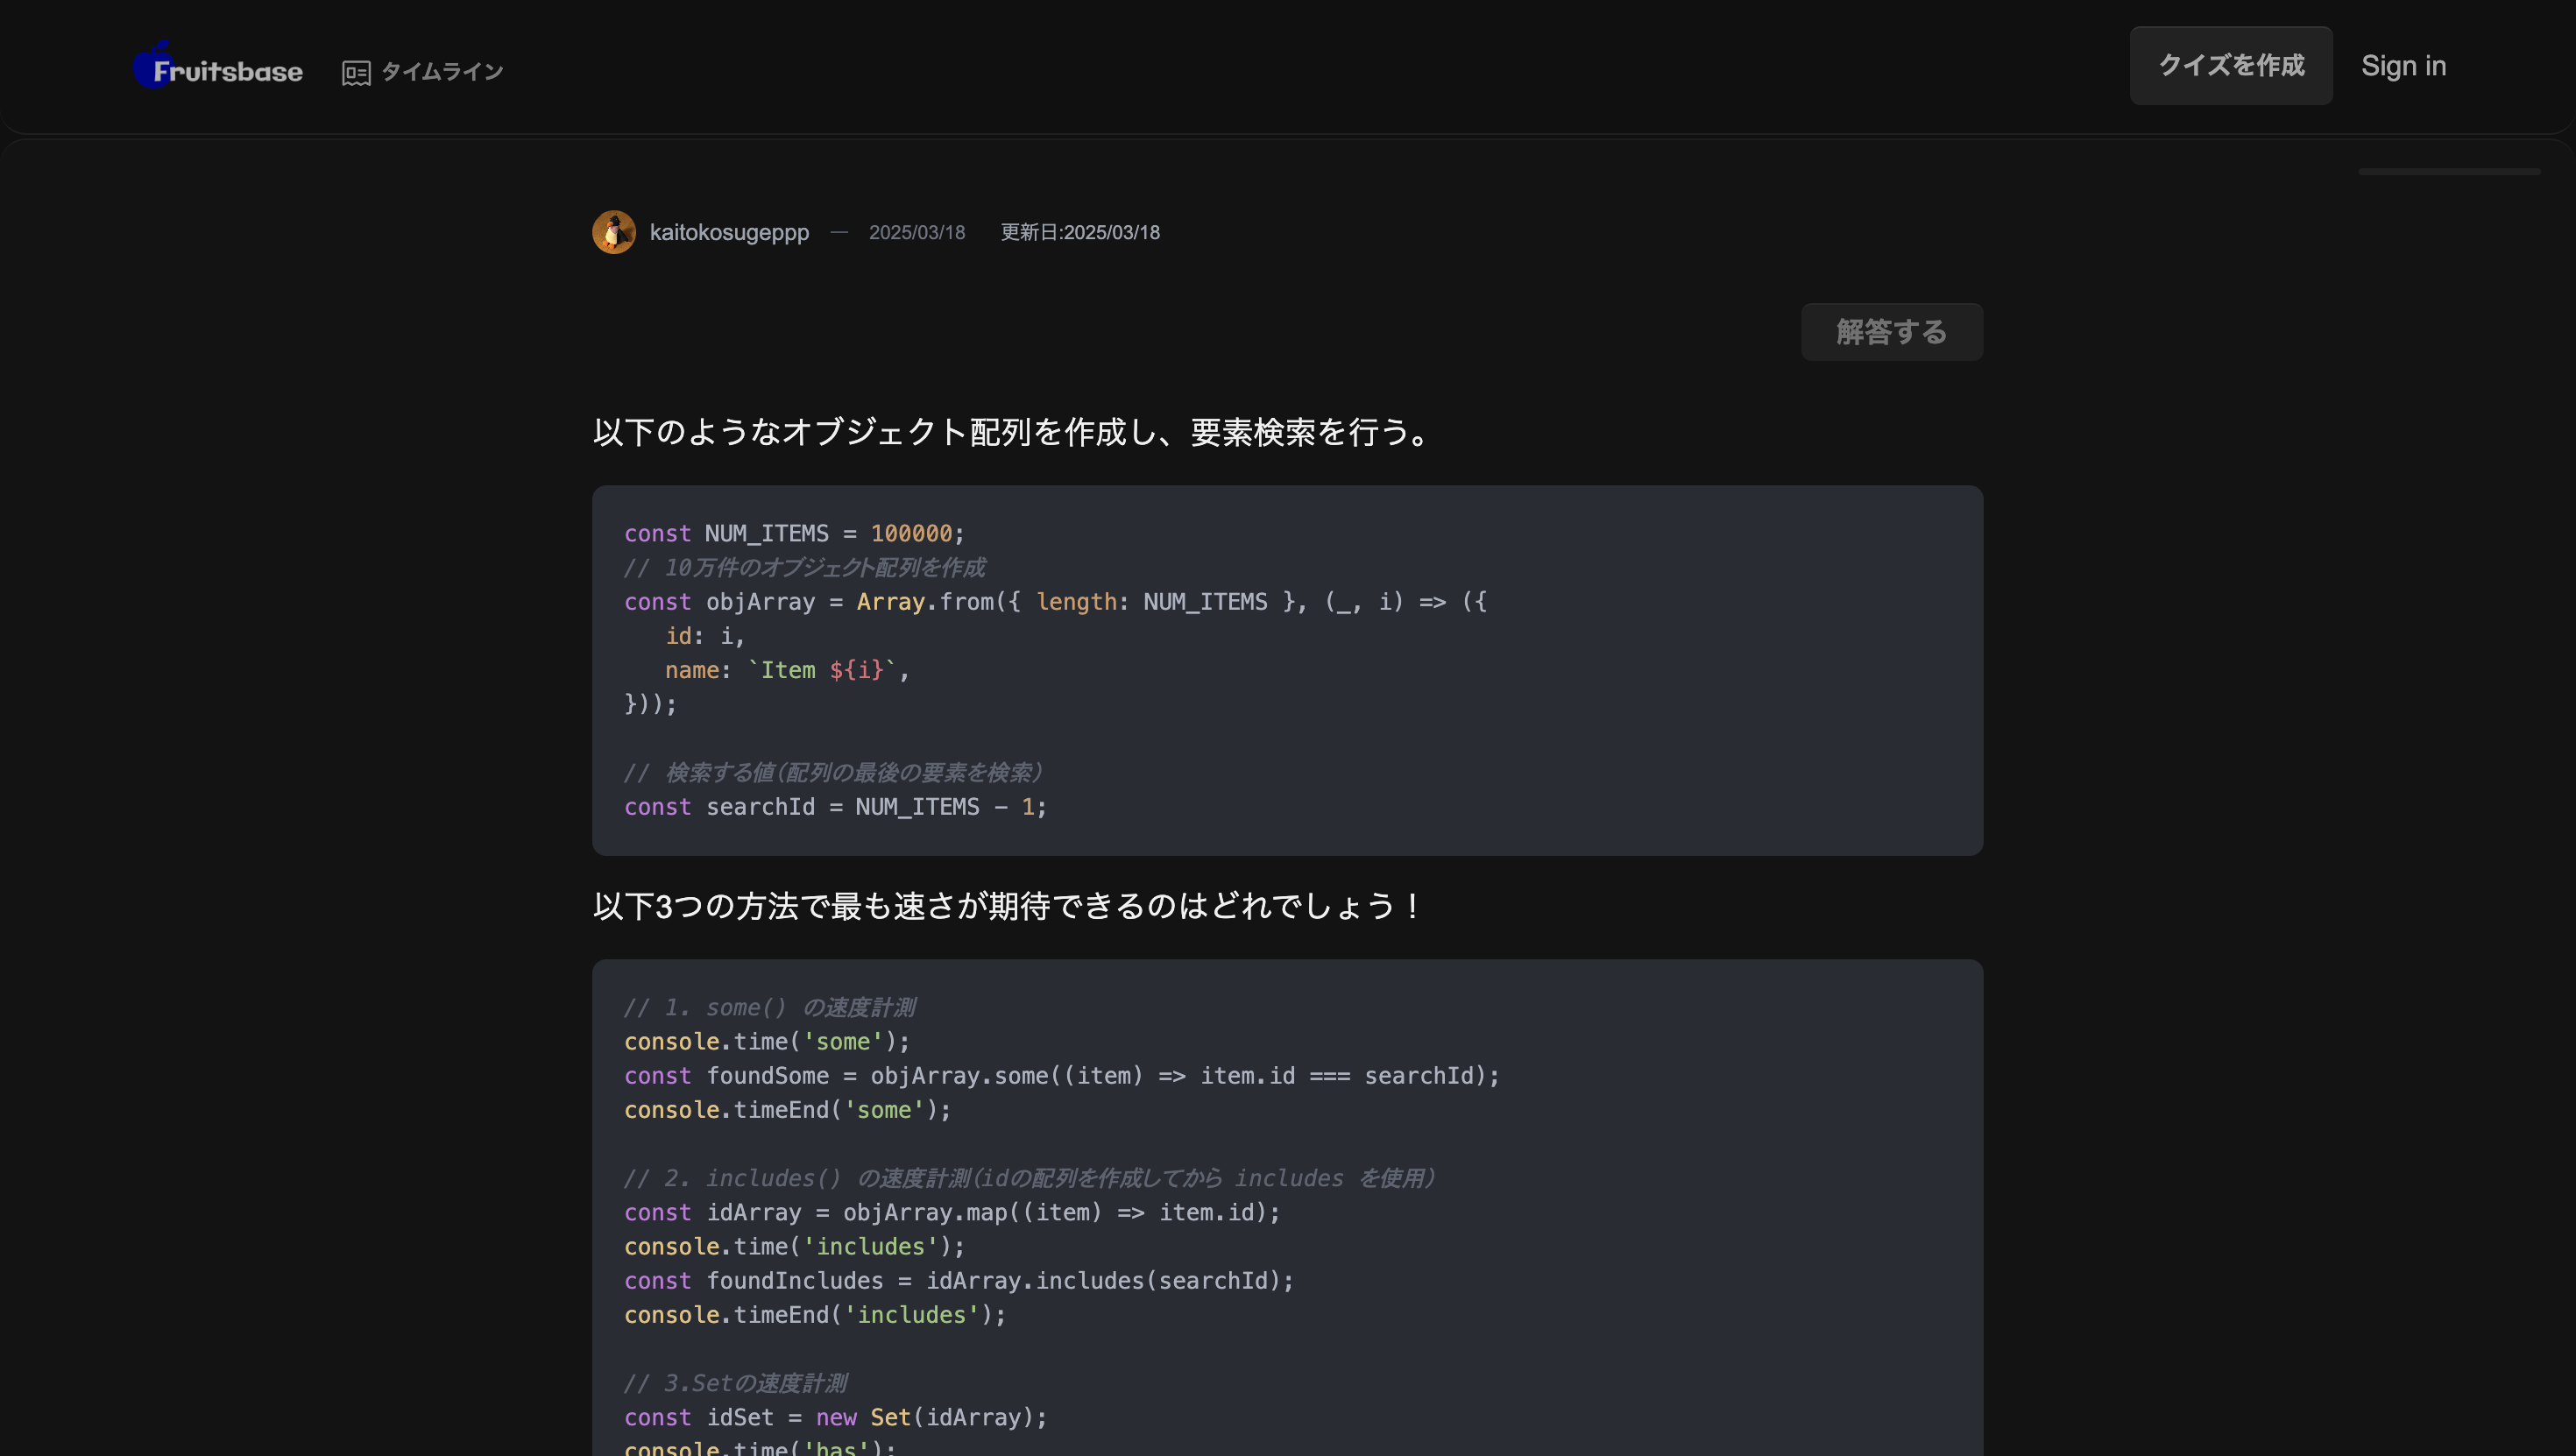 Fruitsbase タイムライン クイズを作成 Sign in
kaitokosugeppp — 2025/03/18 更新日:2025/03/18
解答する
以下のようなオブジェクト配列を作成し、要素検索を行う。
const NUM_ITEMS = 100000;
// 10万件のオブジェクト配列を作成
const objArray = Array.from({ length: NUM_ITEMS }, (_, i) => ({
   id: i,
   name: `Item ${i}`,
}));
// 検索する値（配列の最後の要素を検索）
const searchId = NUM_ITEMS - 1;
以下3つの方法で最も速さが期待できるのはどれでしょう！
// 1. some() の速度計測
console.time('some');
const foundSome = objArray.some((item) => item.id === searchId);
console.timeEnd('some');
// 2. includes() の速度計測（idの配列を作成してから includes を使用）
const idArray = objArray.map((item) => item.id);
console.time('includes');
const foundIncludes = idArray.includes(searchId);
console.timeEnd('includes');
// 3.Setの速度計測
const idSet = new Set(idArray);
console.time('has');